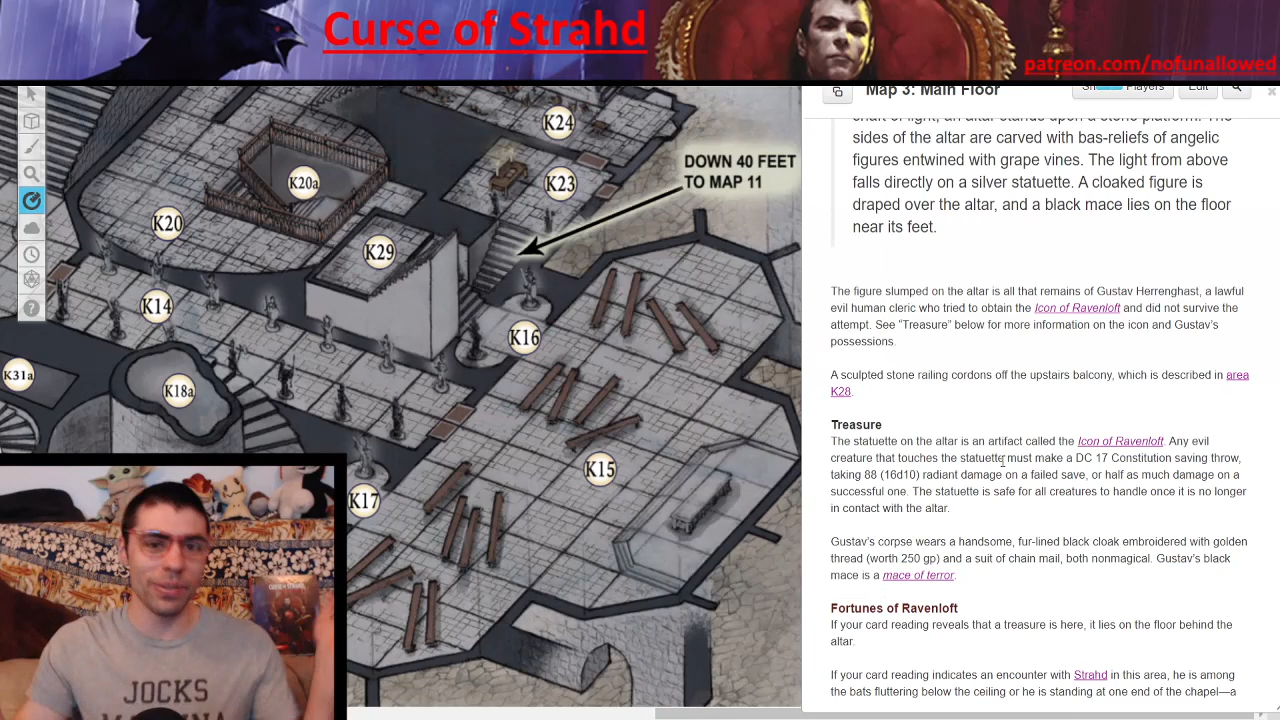 Curse of Strahd
patreon.com/nofunallowed
Map 3: Main Floor
Edit
sides of the altar are carved with bas-reliefs of angelic
figures entwined with grape vines. The light from above
falls directly on a silver statuette. A cloaked figure is
draped over the altar, and a black mace lies on the floor
near its feet.
The figure slumped on the altar is all that remains of Gustav Herrenghast, a lawful
evil human cleric who tried to obtain the Icon of Ravenloft and did not survive the
attempt. See “Treasure” below for more information on the icon and Gustav’s
possessions.
A sculpted stone railing cordons off the upstairs balcony, which is described in area
K28.
Treasure
The statuette on the altar is an artifact called the Icon of Ravenloft. Any evil
creature that touches the statuette must make a DC 17 Constitution saving throw,
taking 88 (16d10) radiant damage on a failed save, or half as much damage on a
successful one. The statuette is safe for all creatures to handle once it is no longer
in contact with the altar.
Gustav’s corpse wears a handsome, fur-lined black cloak embroidered with golden
thread (worth 250 gp) and a suit of chain mail, both nonmagical. Gustav’s black
mace is a mace of terror.
Fortunes of Ravenloft
If your card reading reveals that a treasure is here, it lies on the floor behind the
altar.
If your card reading indicates an encounter with Strahd in this area, he is among
the bats fluttering below the ceiling or he is standing at one end of the chapel—a
K24
DOWN 40 FEET
TO MAP 11
K20a
K23
K20
K29
K14
K16
K31a
K18a
K15
K17
JOCKS